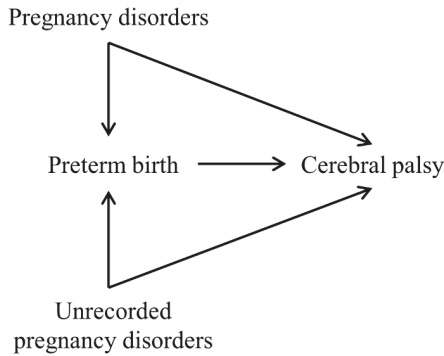 Pregnancy disorders
Preterm birth
Cerebral palsy
Unrecorded
pregnancy disorders